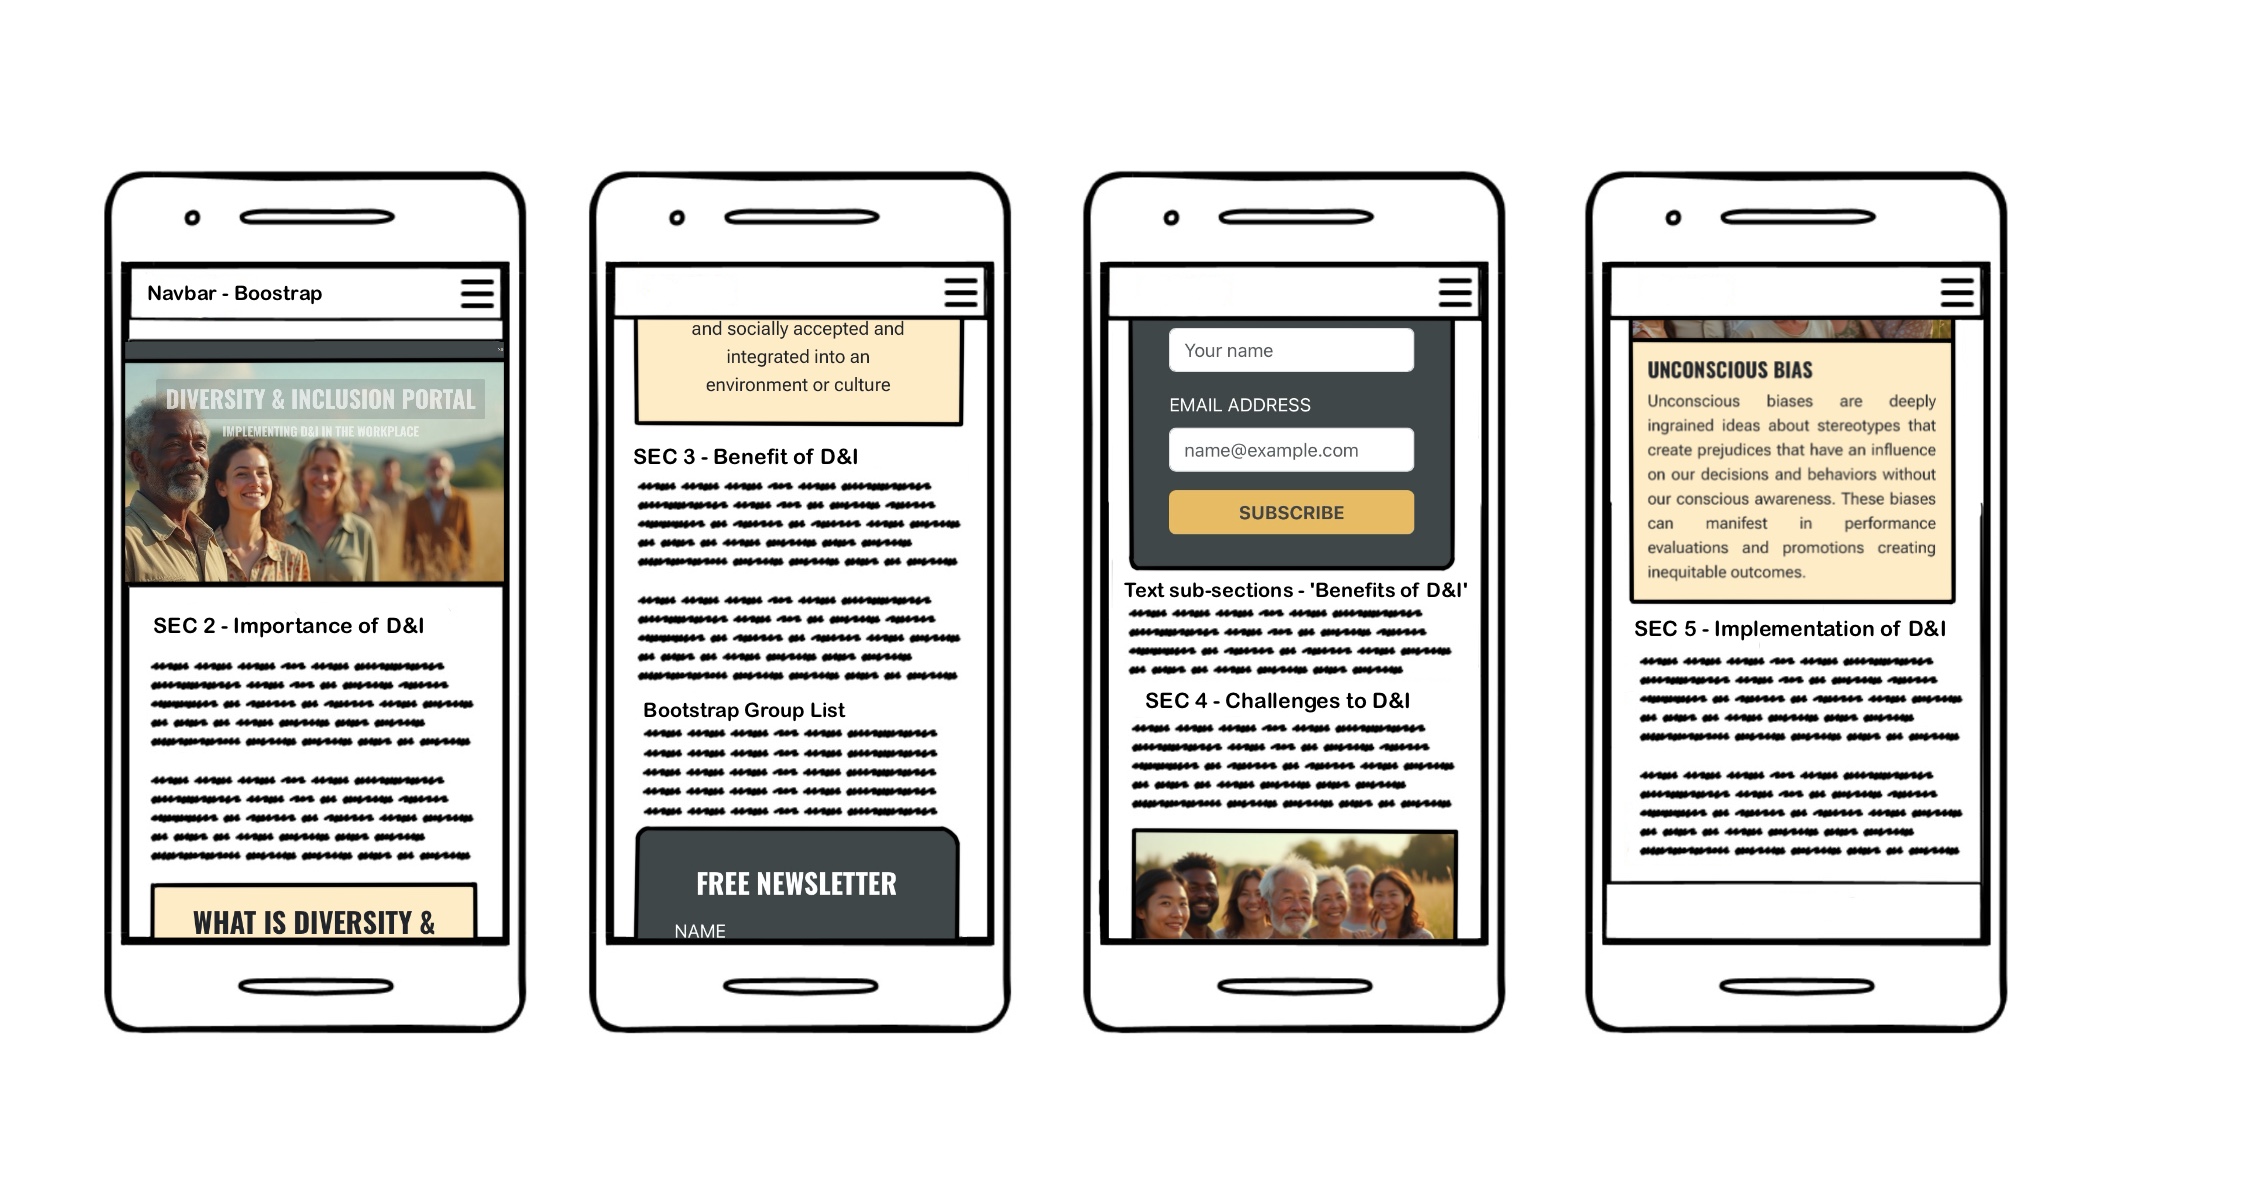 Navbar - Boostrap
DIVERSITY & INCLUSION PORTAL
IMPLEMENTING D&I IN THE WORKPLACE
SEC 2 - Importance of D&I
WHAT IS DIVERSITY &
and socially accepted and
integrated into an
environment or culture
SEC 3 - Benefit of D&I
Bootstrap Group List
FREE NEWSLETTER
NAME
Your name
EMAIL ADDRESS
name@example.com
SUBSCRIBE
Text sub-sections - 'Benefits of D&I'
SEC 4 - Challenges to D&I
UNCONSCIOUS BIAS
Unconscious biases are deeply
ingrained ideas about stereotypes that
create prejudices that have an influence
on our decisions and behaviors without
our conscious awareness. These biases
can manifest in performance
evaluations and promotions creating
inequitable outcomes.
SEC 5 - Implementation of D&I